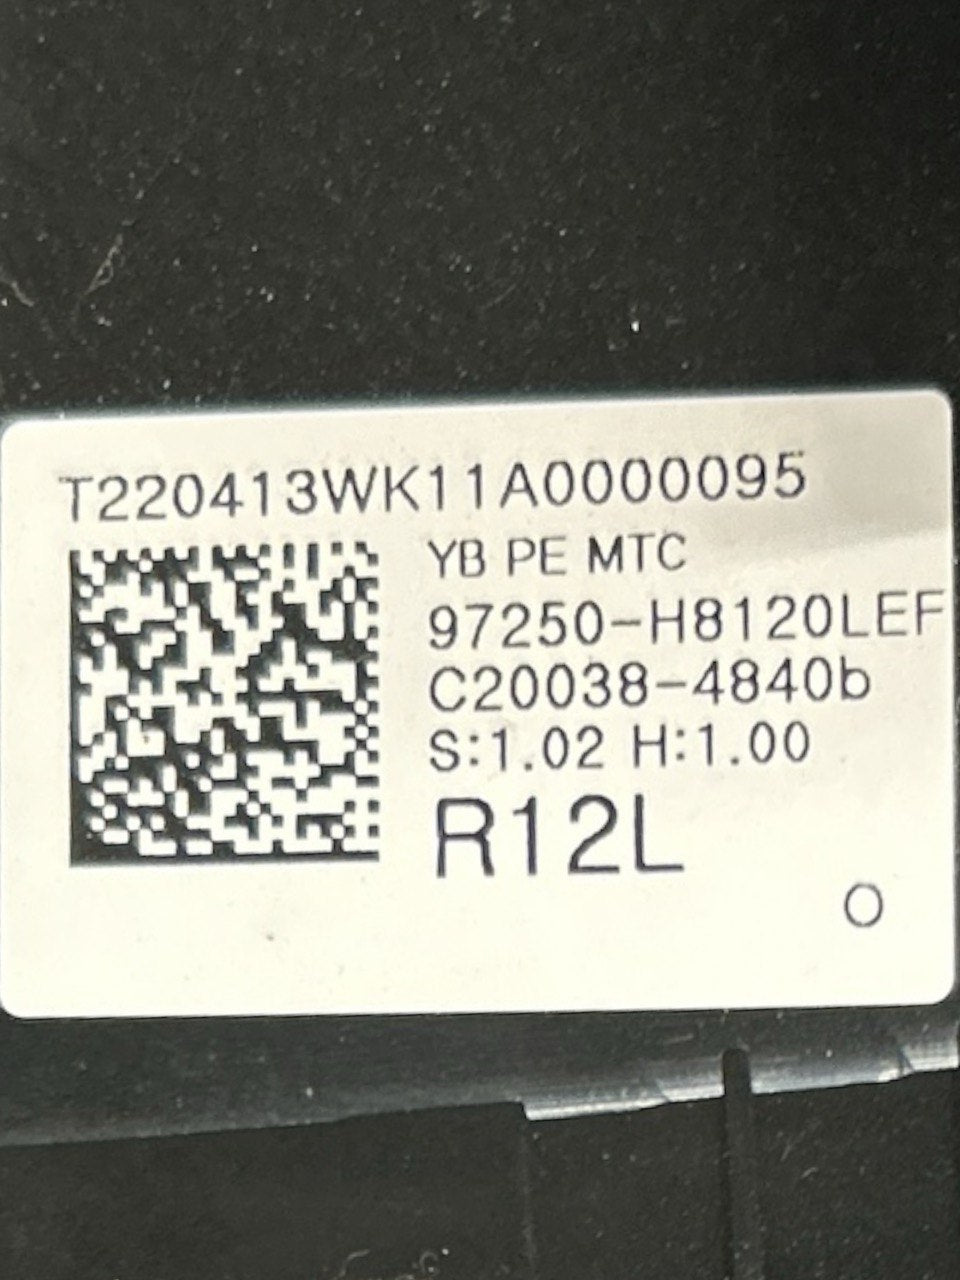 T220413WK11A0000095
YB PE MTC
97250-H8120LEF
C20038-4840b
S:1.02 H:1.00
R12L
O